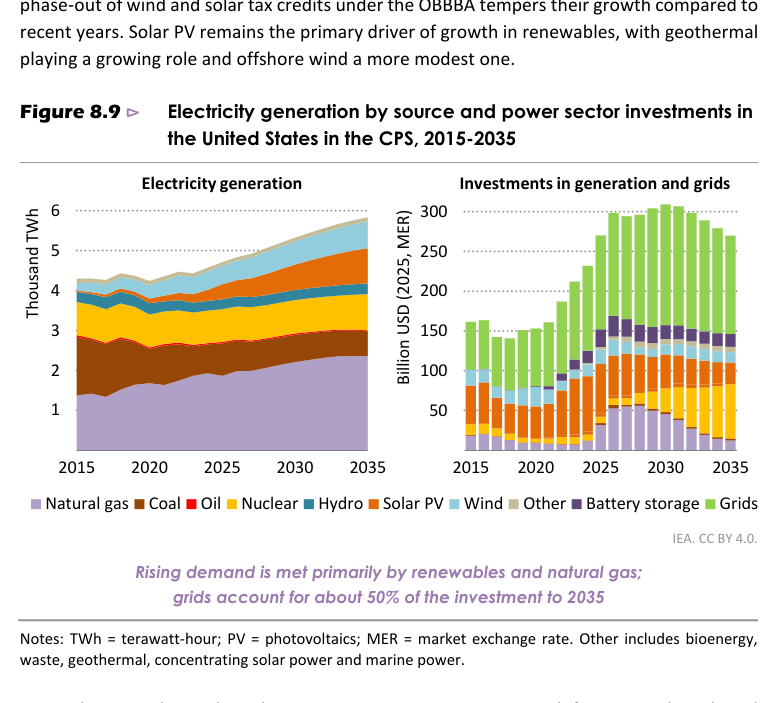 phase-out of wind and solar tax credits under the OBBBA tempers their growth compared to
recent years. Solar PV remains the primary driver of growth in renewables, with geothermal
playing a growing role and offshore wind a more modest one.
Figure 8.9 ▷ Electricity generation by source and power sector investments in
the United States in the CPS, 2015-2035
Electricity generation
Thousand TWh
6
5
4
3
2
1
2015 2020 2025 2030 2035
Investments in generation and grids
Billion USD (2025, MER)
300
250
200
150
100
50
2015 2020 2025 2030 2035
Natural gas Coal Oil Nuclear Hydro Solar PV Wind Other Battery storage Grids
IEA. CC BY 4.0.
Rising demand is met primarily by renewables and natural gas;
grids account for about 50% of the investment to 2035
Notes: TWh = terawatt-hour; PV = photovoltaics; MER = market exchange rate. Other includes bioenergy,
waste, geothermal, concentrating solar power and marine power.